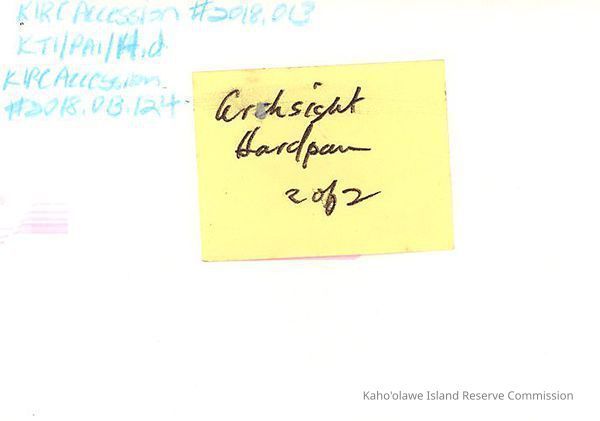 KIRC Accession #2018.013
KTI/PAI/H.d
KIRC Accession
#2018.013.124
archsight
Hardpan
2 of 2
Kaho'olawe Island Reserve Commission